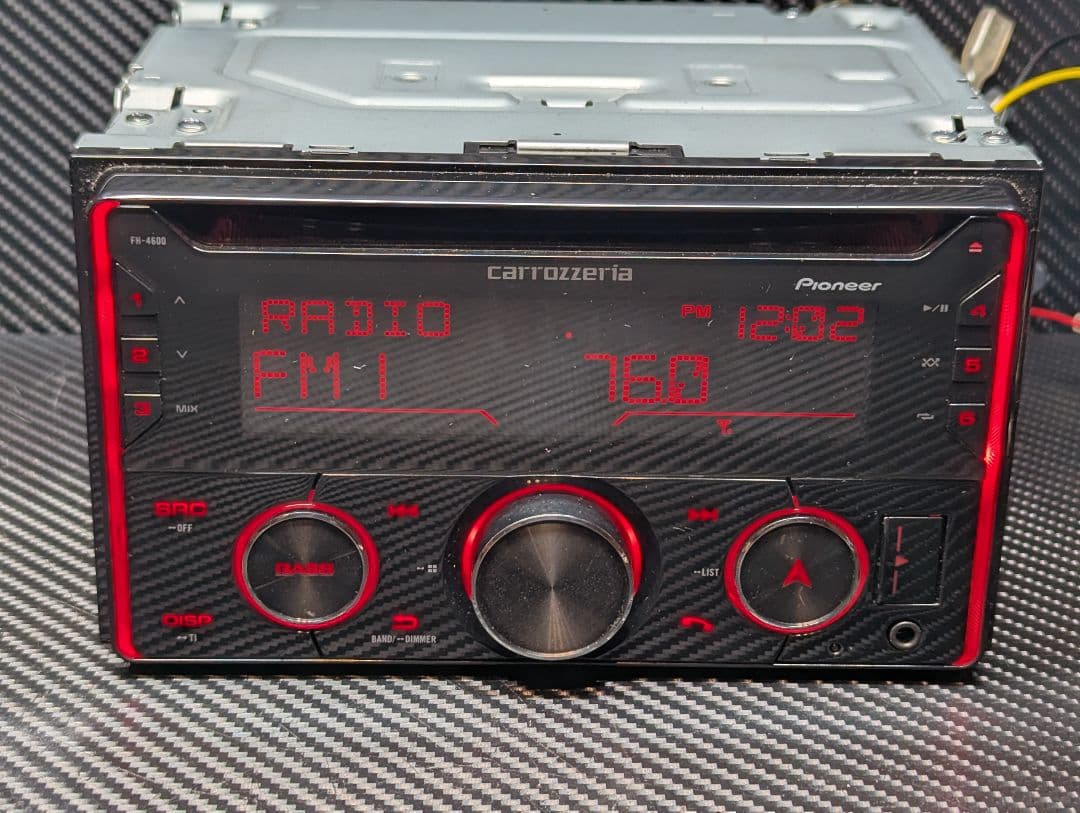 FH-4600
carrozzeria
Pioneer
RADIO
PM 12:02
FM1 76.0
1
2
3
MIX
4
5
6
SRC
OFF
BASS
LIST
DISP
TI
BAND/ DIMMER